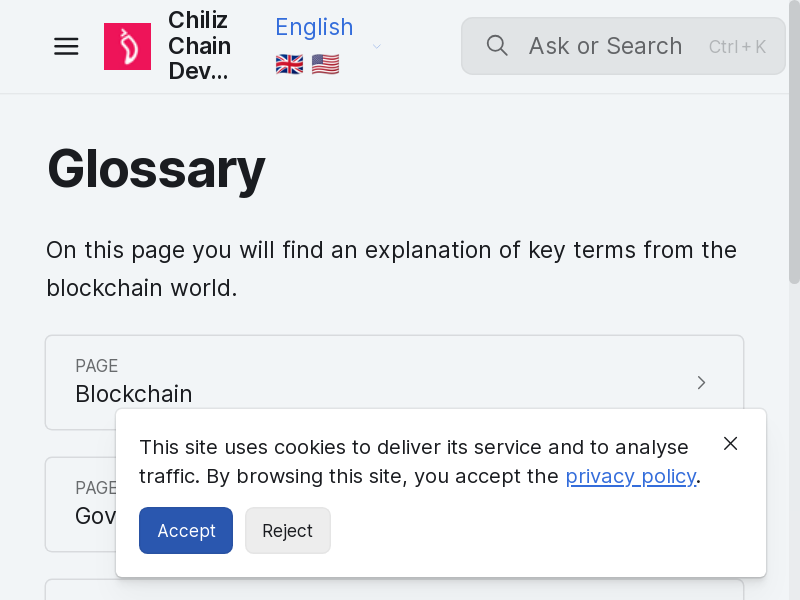 Chiliz
Chain
Dev...
English
🇬🇧 🇺🇸
Ask or Search
Ctrl + K
Glossary
On this page you will find an explanation of key terms from the
blockchain world.
PAGE
Blockchain
PAGE
Gov
This site uses cookies to deliver its service and to analyse
traffic. By browsing this site, you accept the privacy policy.
Accept
Reject